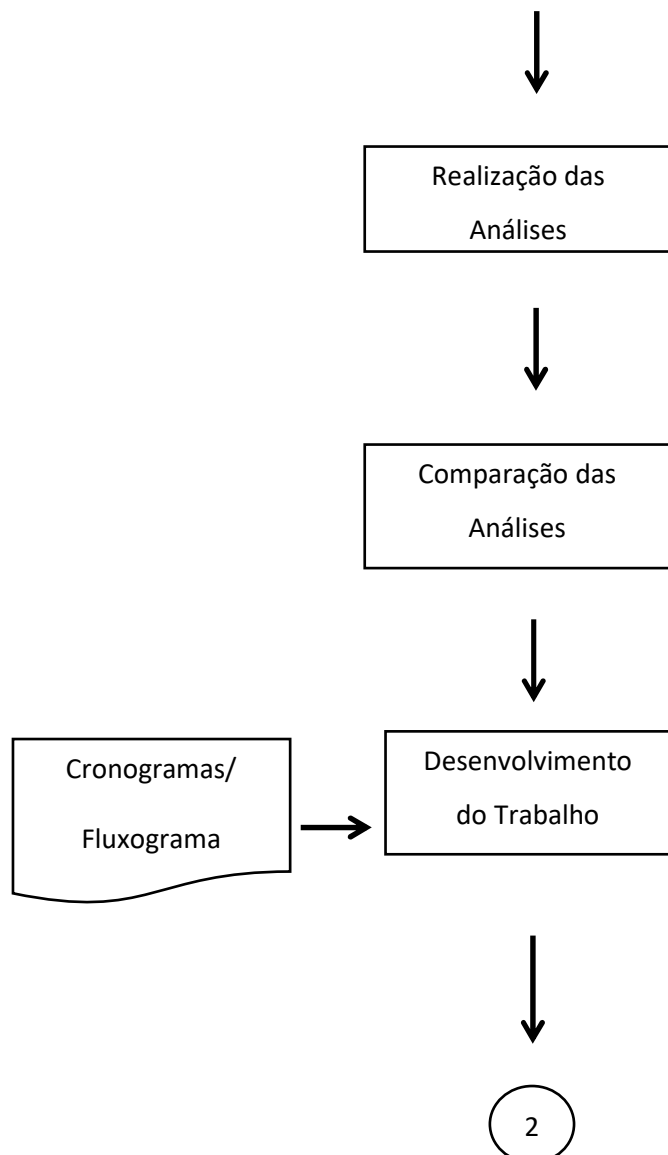 Realização das
Análises
Comparação das
Análises
Cronogramas/
Fluxograma
Desenvolvimento
do Trabalho
2